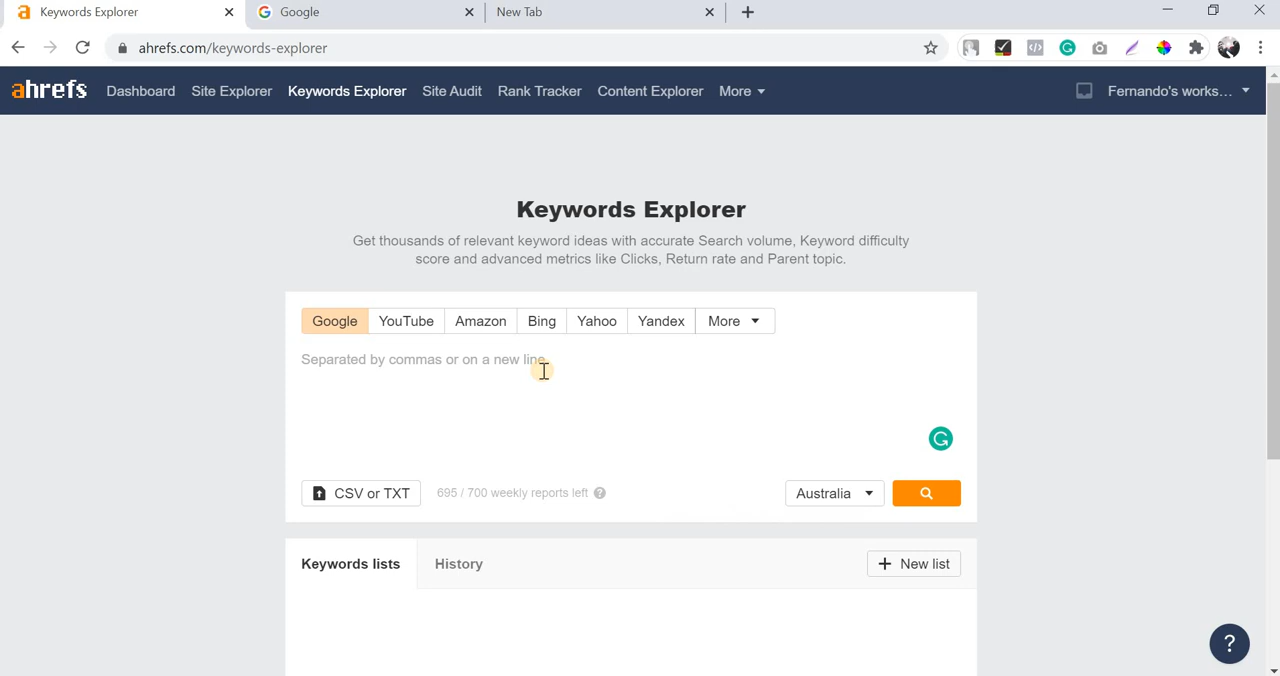 Keywords Explorer
Google
New Tab
ahrefs.com/keywords-explorer
ahrefs Dashboard Site Explorer Keywords Explorer Site Audit Rank Tracker Content Explorer More Fernando's works...
Keywords Explorer
Get thousands of relevant keyword ideas with accurate Search volume, Keyword difficulty
score and advanced metrics like Clicks, Return rate and Parent topic.
Google YouTube Amazon Bing Yahoo Yandex More
Separated by commas or on a new line
CSV or TXT 695 / 700 weekly reports left ? Australia
Keywords lists History + New list
?